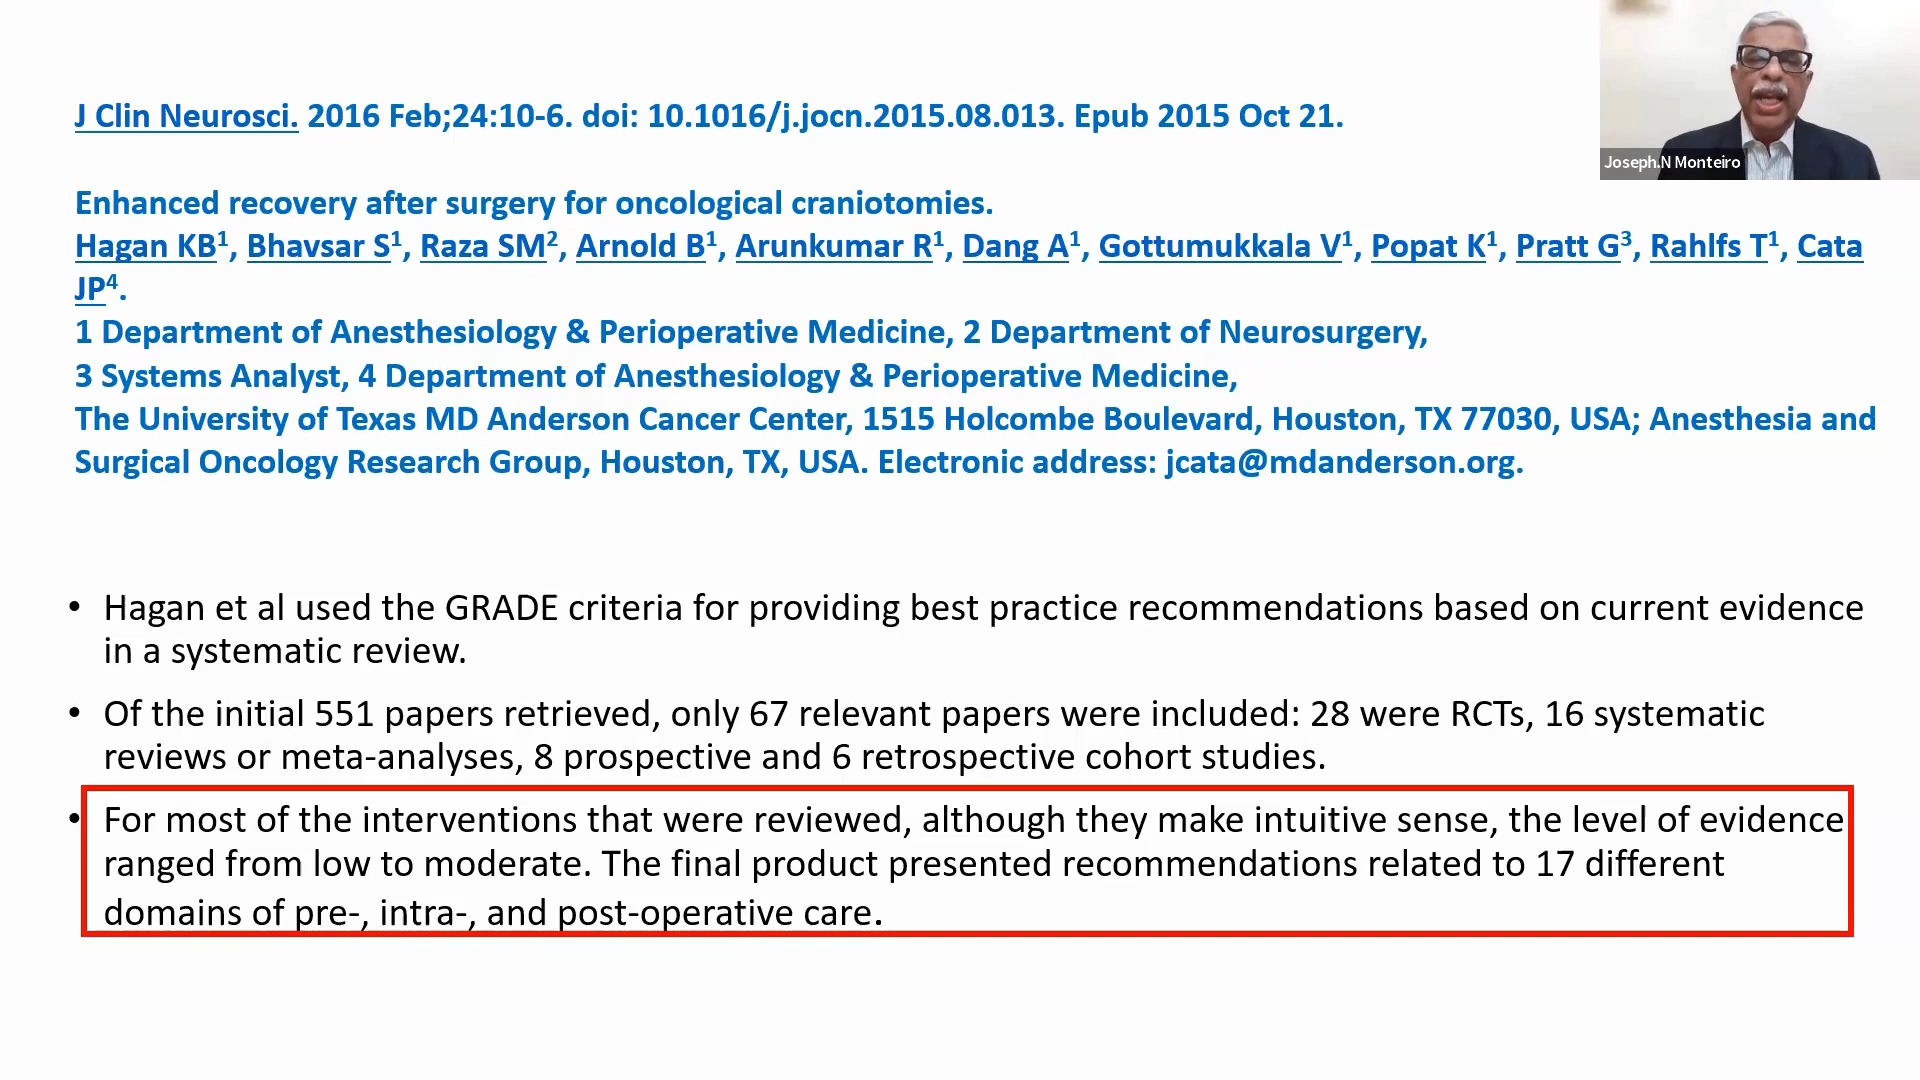 J Clin Neurosci. 2016 Feb;24:10-6. doi: 10.1016/j.jocn.2015.08.013. Epub 2015 Oct 21.
Joseph.N Monteiro
Enhanced recovery after surgery for oncological craniotomies.
Hagan KB1, Bhavsar S1, Raza SM2, Arnold B1, Arunkumar R1, Dang A1, Gottumukkala V1, Popat K1, Pratt G3, Rahlfs T1, Cata
JP4.
1 Department of Anesthesiology & Perioperative Medicine, 2 Department of Neurosurgery,
3 Systems Analyst, 4 Department of Anesthesiology & Perioperative Medicine,
The University of Texas MD Anderson Cancer Center, 1515 Holcombe Boulevard, Houston, TX 77030, USA; Anesthesia and
Surgical Oncology Research Group, Houston, TX, USA. Electronic address: jcata@mdanderson.org.
• Hagan et al used the GRADE criteria for providing best practice recommendations based on current evidence
in a systematic review.
• Of the initial 551 papers retrieved, only 67 relevant papers were included: 28 were RCTs, 16 systematic
reviews or meta-analyses, 8 prospective and 6 retrospective cohort studies.
• For most of the interventions that were reviewed, although they make intuitive sense, the level of evidence
ranged from low to moderate. The final product presented recommendations related to 17 different
domains of pre-, intra-, and post-operative care.